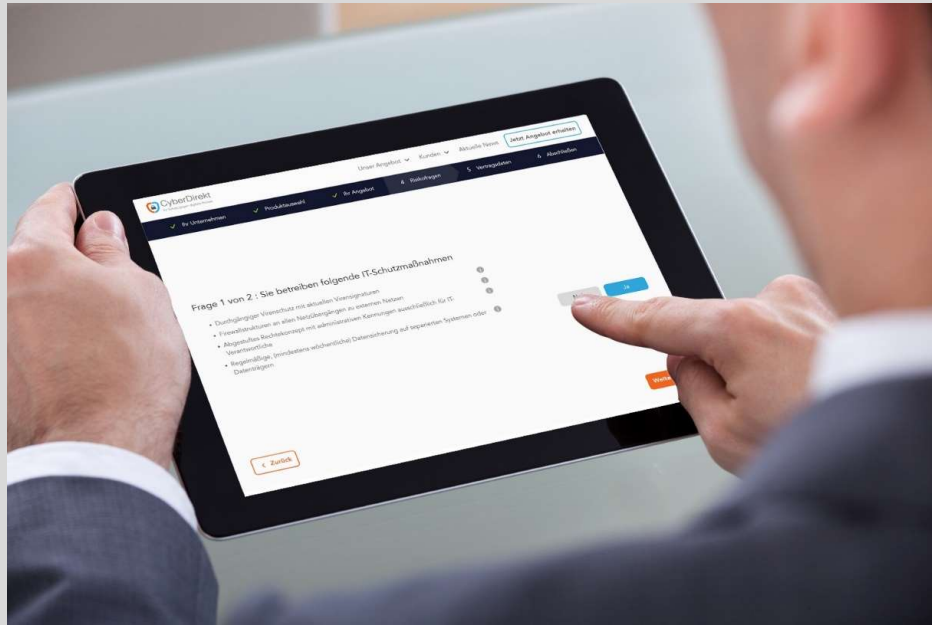 CyberDirekt
Unser Angebot
Kunden
Aktuelle News
Jetzt Angebot erhalten
Ihr Unternehmen
Produktauswahl
Ihr Angebot
4 Risikofragen
5 Vertragsdaten
6 Abschließen
Frage 1 von 2 : Sie betreiben folgende IT-Schutzmaßnahmen
• Durchgängiger Virenschutz mit aktuellen Virensignaturen
• Firewallstrukturen an allen Netzübergängen zu externen Netzen
• Abgestuftes Rechtekonzept mit administrativen Kennungen ausschließlich für IT-
Verantwortliche
• Regelmäßige, (mindestens wöchentliche) Datensicherung auf separierten Systemen oder
Datenträgern
Ja
< Zurück